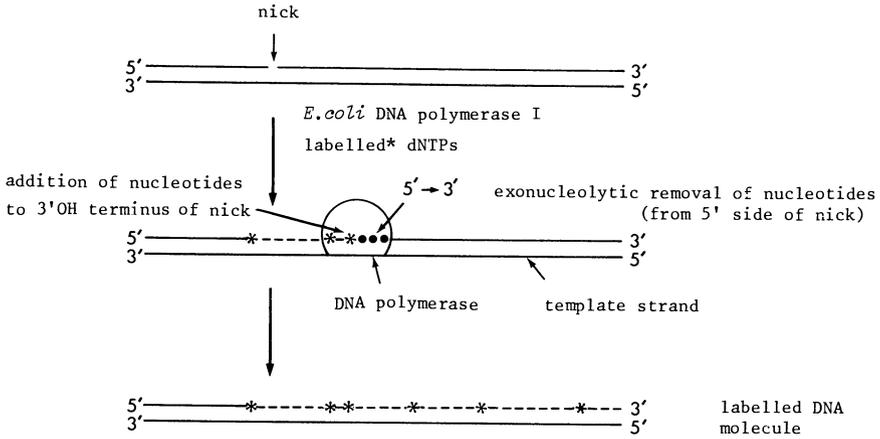 nick
5′ 3′
3′ 5′
E.coli DNA polymerase I
labelled* dNTPs
addition of nucleotides
to 3'OH terminus of nick
5′→3′ exonucleolytic removal of nucleotides
(from 5' side of nick)
5′ * * * 3′
3′ 5′
DNA polymerase
template strand
5′ * * * * * * 3′
3′ 5′
labelled DNA
molecule